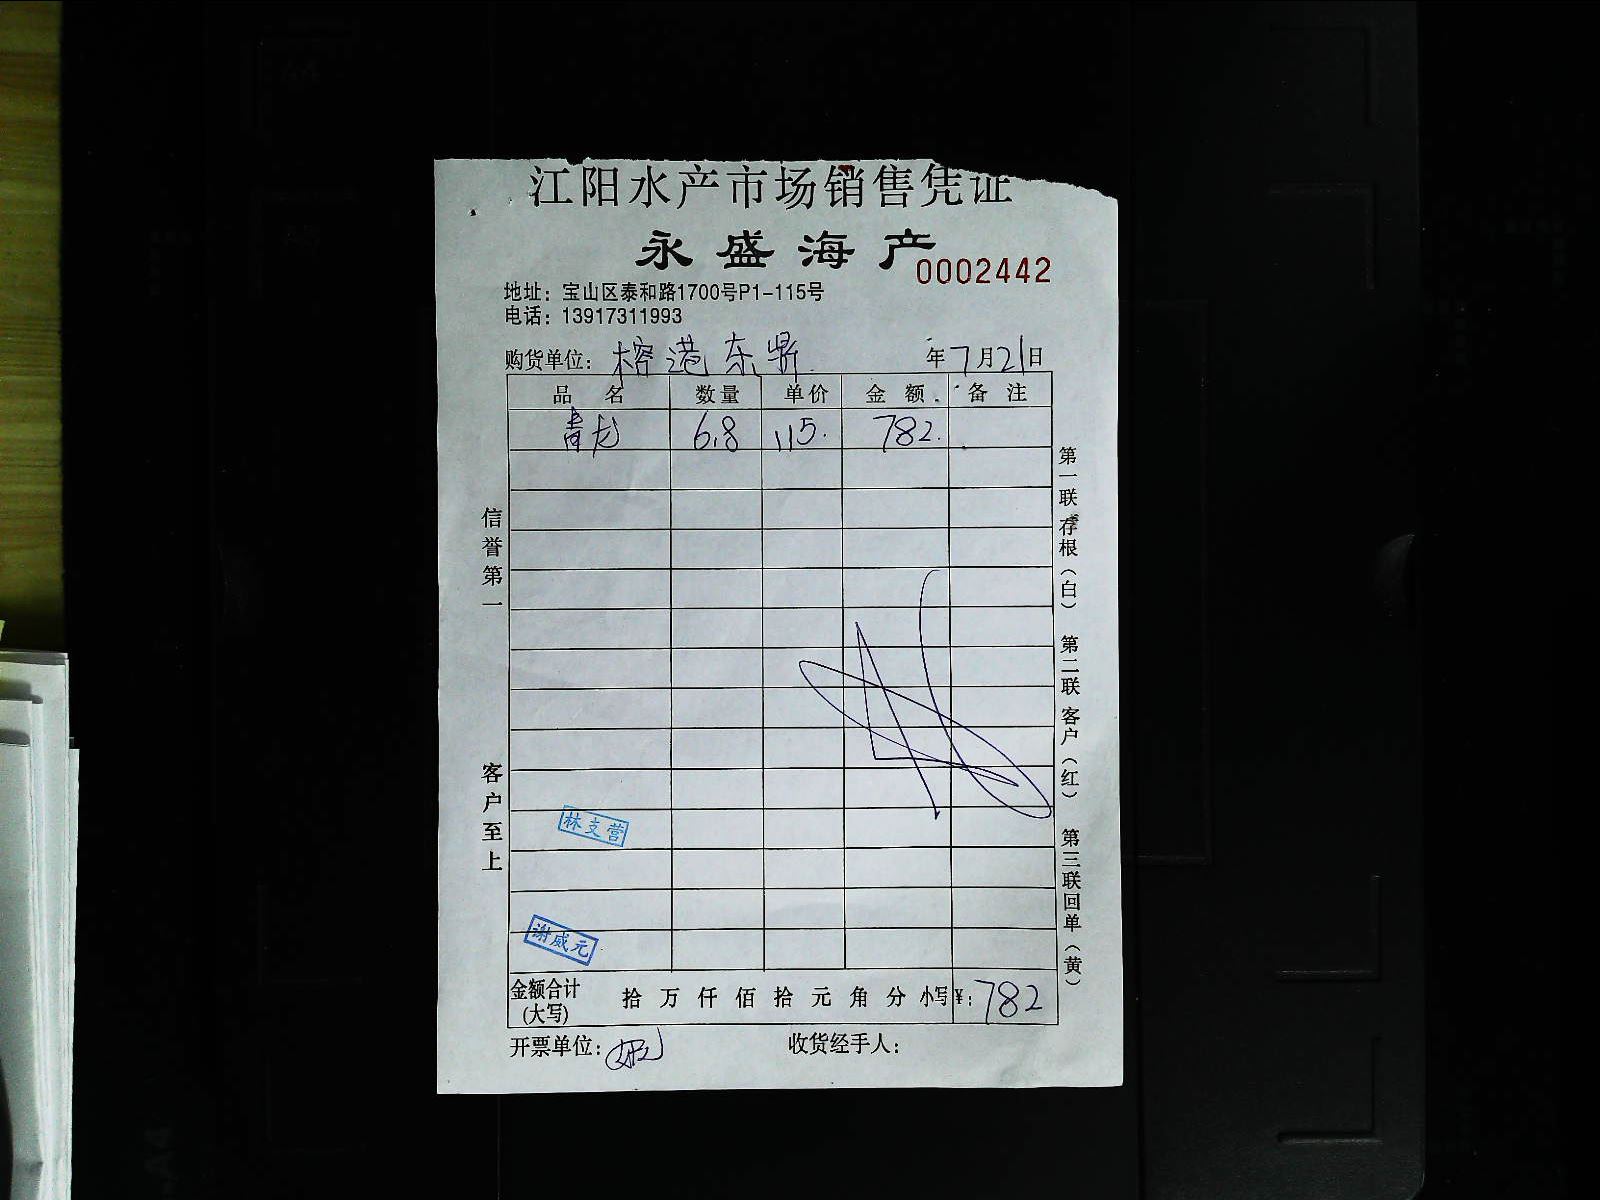 江阳水产市场销售凭证
永盛海产
0002442
地址：宝山区泰和路1700号P1-115号
电话：13917311993
购货单位：榕港东鼎 年7月21日
品名 数量 单价 金额 备注
青龙 6.8 115. 782.
信誉第一
客户至上
第一联存根（白） 第二联客户（红） 第三联回单（黄）
林支营
谢威元
金额合计(大写) 拾万仟佰拾元角分 小写¥：782
开票单位： 收货经手人：